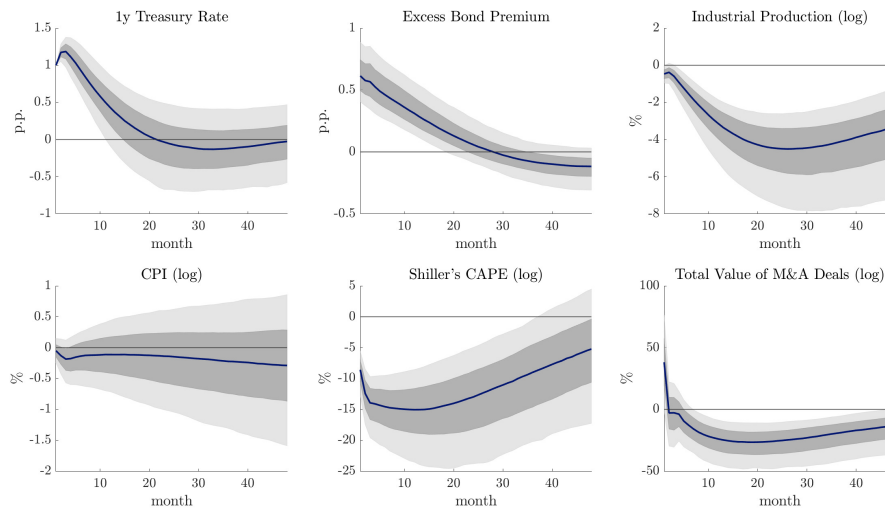 1y Treasury Rate
1.5
1
0.5
0
-0.5
-1
p.p.
10 20 30 40
month
Excess Bond Premium
1
0.5
0
-0.5
p.p.
10 20 30 40
month
Industrial Production (log)
0
-2
-4
-6
-8
%
10 20 30 40
month
CPI (log)
1
0.5
0
-0.5
-1
-1.5
-2
%
10 20 30 40
month
Shiller's CAPE (log)
5
0
-5
-10
-15
-20
-25
%
10 20 30 40
month
Total Value of M&A Deals (log)
100
50
0
-50
%
10 20 30 40
month